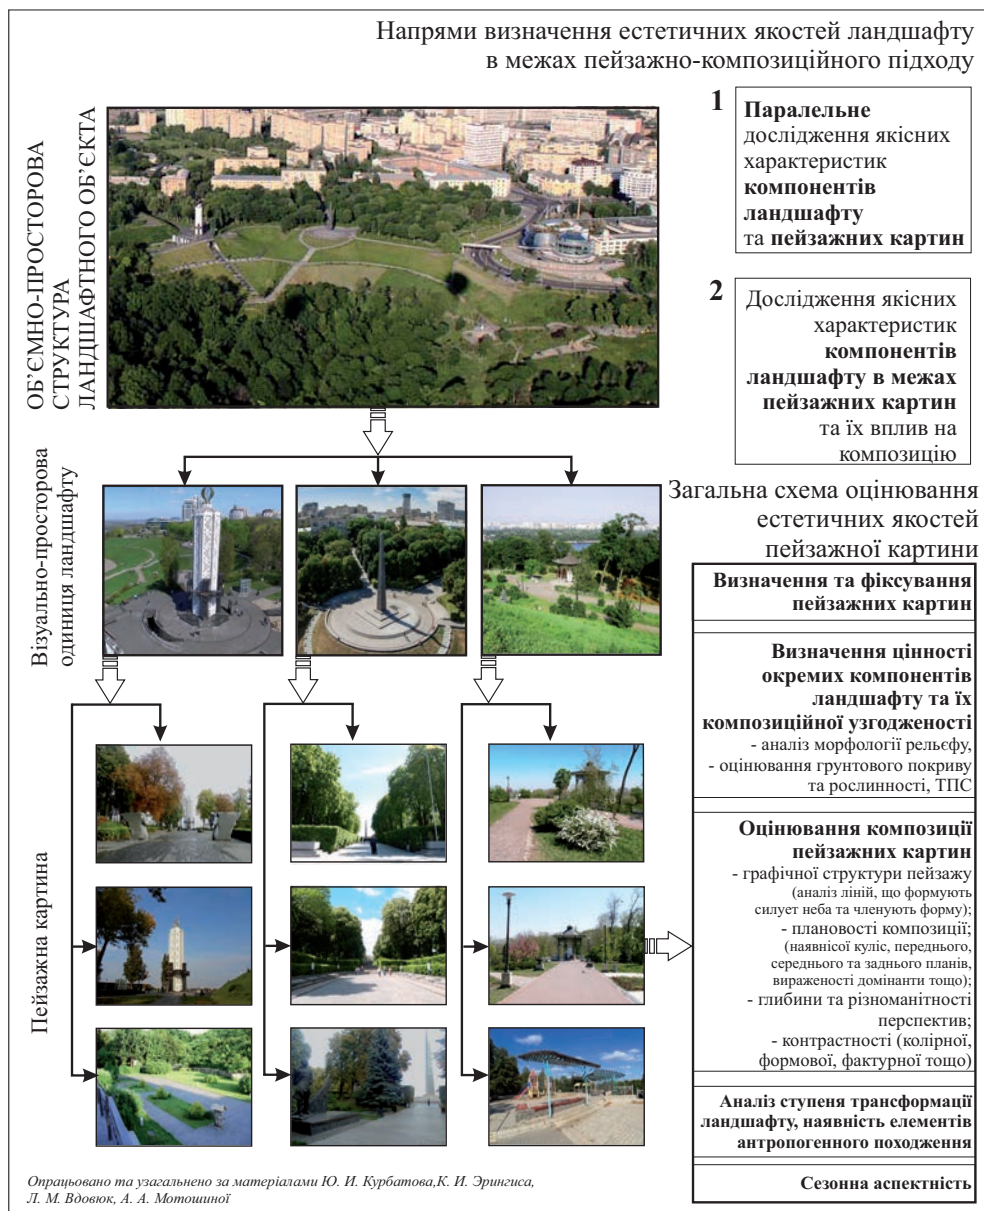 Напрями визначення естетичних якостей ландшафту
в межах пейзажно-композиційного підходу
ОБ’ЄМНО-ПРОСТОРОВА
СТРУКТУРА
ЛАНДШАФТНОГО ОБ’ЄКТА
1
Паралельне
дослідження якісних
характеристик
компонентів
ландшафту
та пейзажних картин
2
Дослідження якісних
характеристик
компонентів
ландшафту в межах
пейзажних картин
та їх вплив на
композицію
Візуально-просторова
одиниця ландшафту
Пейзажна картина
Загальна схема оцінювання
естетичних якостей
пейзажної картини
Визначення та фіксування
пейзажних картин
Визначення цінності
окремих компонентів
ландшафту та їх
композиційної узгодженості
- аналіз морфології рельєфу,
- оцінювання грунтового покриву
та рослинності, ТПС
Оцінювання композиції
пейзажних картин
- графічної структури пейзажу
(аналіз ліній, що формують
силует неба та членують форму);
- плановості композиції;
(наявнісої куліс, переднього,
середнього та заднього планів,
вираженості домінанти тощо);
- глибини та різноманітності
перспектив;
- контрастності (колірної,
формової, фактурної тощо)
Аналіз ступеня трансформації
ландшафту, наявність елементів
антропогенного походження
Сезонна аспектність
Опрацьовано та узагальнено за матеріалами Ю. И. Курбатова,К. И. Эрингиса,
Л. М. Вдовюк, А. А. Мотошиної